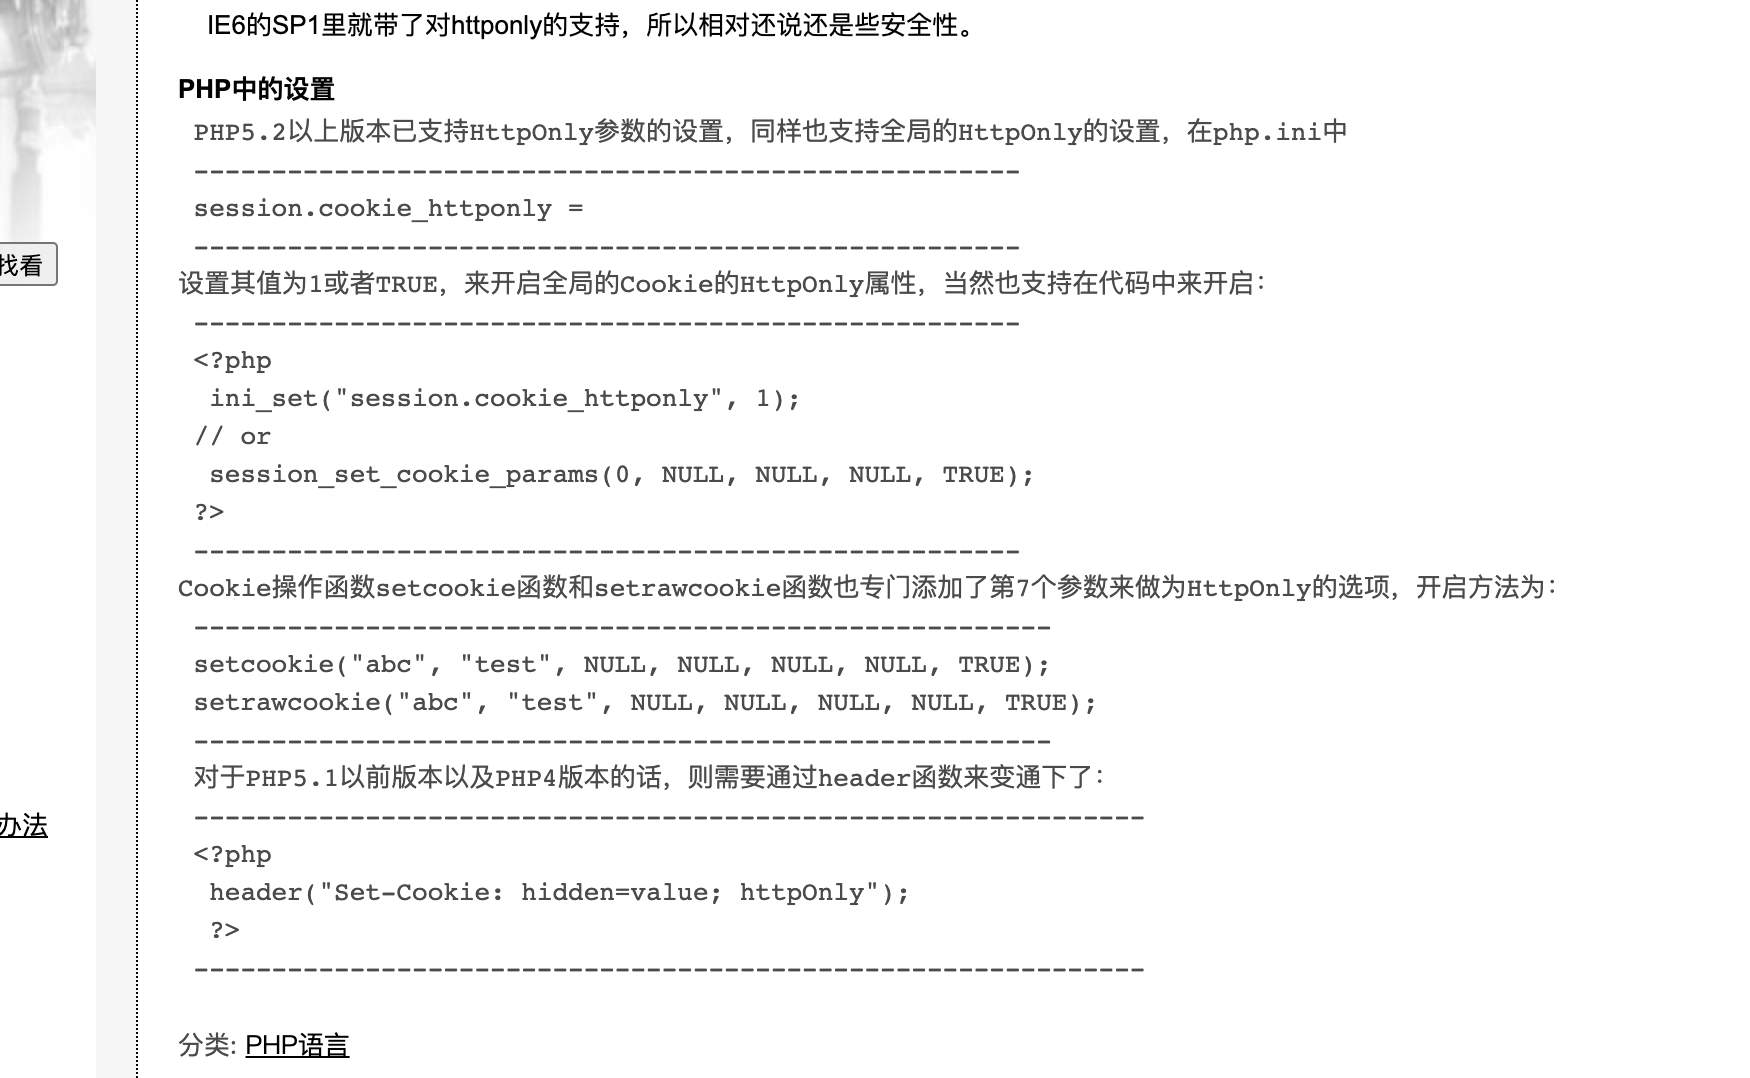 IE6的SP1里就带了对httponly的支持，所以相对还说还是些安全性。
PHP中的设置
PHP5.2以上版本已支持HttpOnly参数的设置，同样也支持全局的HttpOnly的设置，在php.ini中
-----------------------------------------------------
session.cookie_httponly =
-----------------------------------------------------
找看
设置其值为1或者TRUE，来开启全局的Cookie的HttpOnly属性，当然也支持在代码中来开启：
-----------------------------------------------------
<?php
ini_set("session.cookie_httponly", 1);
// or
session_set_cookie_params(0, NULL, NULL, NULL, TRUE);
?>
-----------------------------------------------------
Cookie操作函数setcookie函数和setrawcookie函数也专门添加了第7个参数来做为HttpOnly的选项，开启方法为：
-------------------------------------------------------
setcookie("abc", "test", NULL, NULL, NULL, NULL, TRUE);
setrawcookie("abc", "test", NULL, NULL, NULL, NULL, TRUE);
-------------------------------------------------------
对于PHP5.1以前版本以及PHP4版本的话，则需要通过header函数来变通下了：
-------------------------------------------------------------
办法
<?php
header("Set-Cookie: hidden=value; httpOnly");
?>
-------------------------------------------------------------
分类: PHP语言